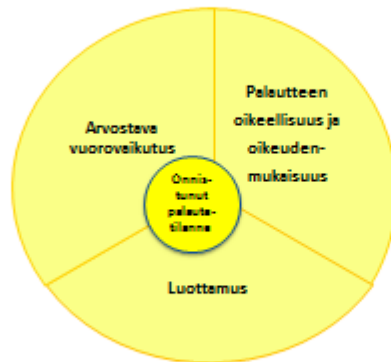 Arvostava
vuorovaikutus
Palautteen
oikeellisuus ja
oikeuden-
mukaisuus
Onnis-
tunut
palaute-
tilanne
Luottamus